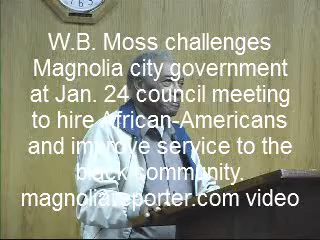 W.B. Moss challenges
Magnolia city government
at Jan. 24 council meeting
to hire African-Americans
and improve service to the
black community.
magnoliareporter.com video